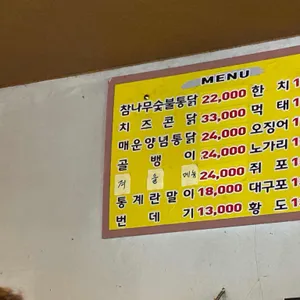 MENU
참나무숯불통닭 22,000 한 치
치 즈 콘 닭 33,000 먹 태
매운양념통닭 24,000 오징어
골 뱅 이 24,000 노가리
24,000 쥐 포
통계란말이 18,000 대구포
번 데 기 13,000 황 도